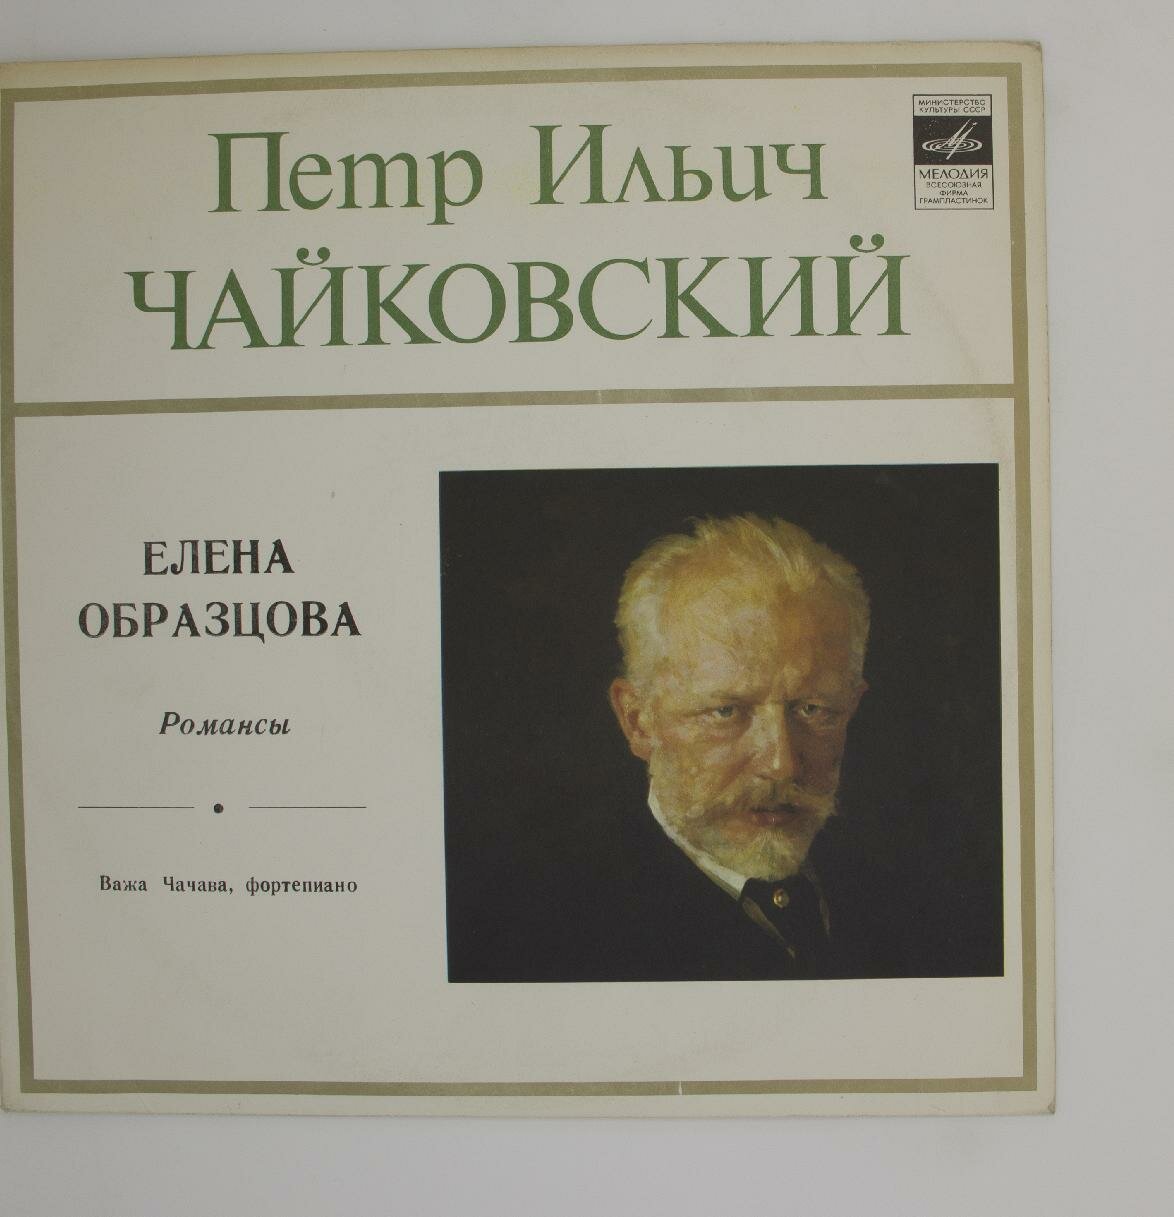 Петр Ильич
ЧАЙКОВСКИЙ
МИНИСТЕРСТВО
КУЛЬТУРЫ СССР
МЕЛОДИЯ
ВСЕСОЮЗНАЯ
ФИРМА
ГРАМПЛАСТИНОК
ЕЛЕНА
ОБРАЗЦОВА
Романсы
Важа Чачава, фортепиано